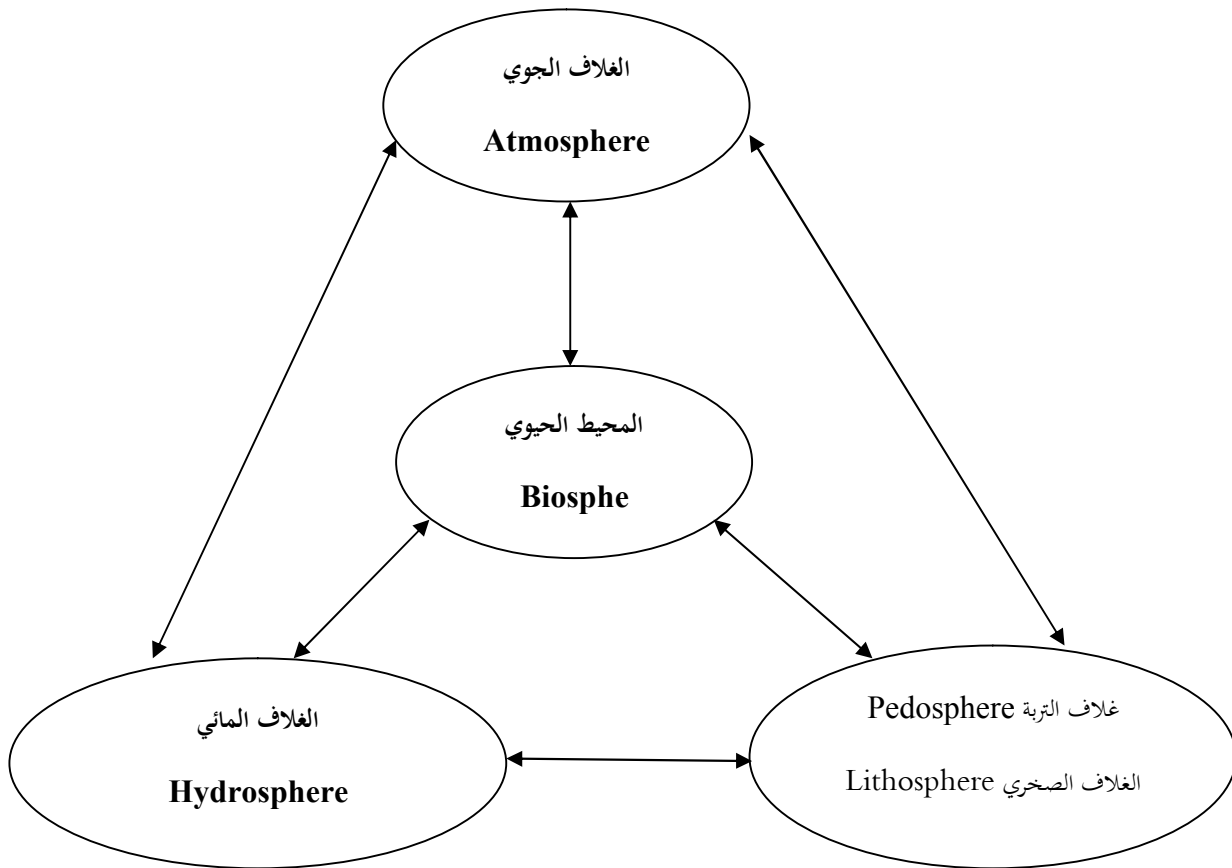 الغلاف الجوي
Atmosphere
المحيط الحيوي
Biosphe
الغلاف المائي
Hydrosphere
غلاف التربة Pedosphere
الغلاف الصخري Lithosphere